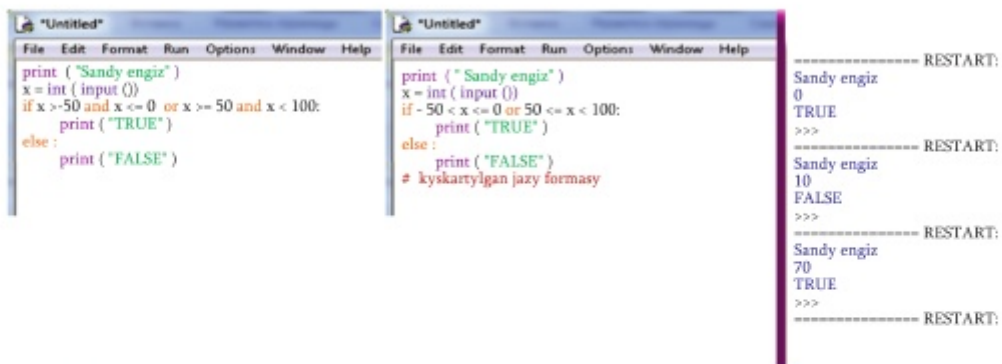 *Untitled*
File Edit Format Run Options Window Help
print ( "Sandy engiz" )
x = int ( input ())
if x >-50 and x <= 0 or x >= 50 and x < 100:
print ( "TRUE" )
else :
print ( "FALSE" )
*Untitled*
File Edit Format Run Options Window Help
print ( " Sandy engiz" )
x = int ( input ())
if - 50 < x <= 0 or 50 <= x < 100:
print ( "TRUE" )
else :
print ( "FALSE" )
# kyskartylgan jazy formasy
=============== RESTART:
Sandy engiz
0
TRUE
>>>
=============== RESTART:
Sandy engiz
10
FALSE
>>>
=============== RESTART:
Sandy engiz
70
TRUE
>>>
=============== RESTART: